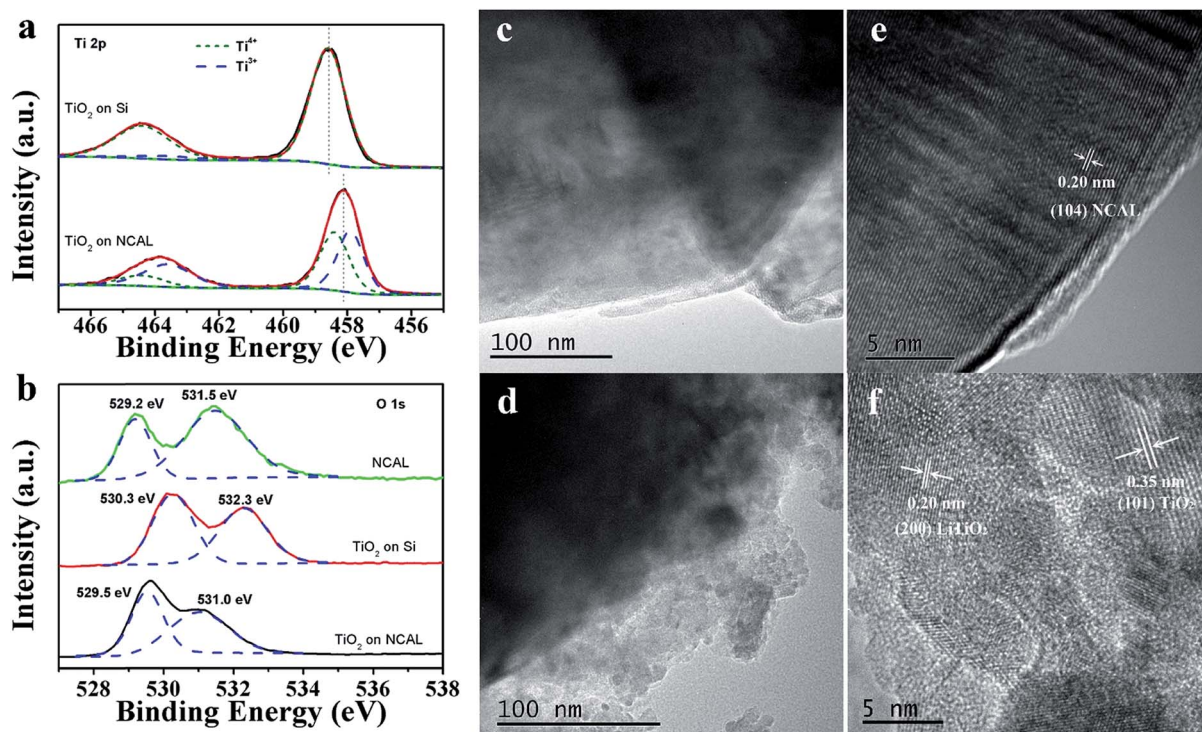 a
Ti 2p
Ti⁴⁺
Ti³⁺
TiO₂ on Si
TiO₂ on NCAL
Intensity (a.u.)
466 464 462 460 458 456
Binding Energy (eV)
b
O 1s
529.2 eV
531.5 eV
NCAL
530.3 eV
532.3 eV
TiO₂ on Si
529.5 eV
531.0 eV
TiO₂ on NCAL
Intensity (a.u.)
528 530 532 534 536 538
Binding Energy (eV)
c
100 nm
d
100 nm
e
0.20 nm
(104) NCAL
5 nm
f
0.20 nm
(200) LiTiO₂
0.35 nm
(101) TiO₂
5 nm